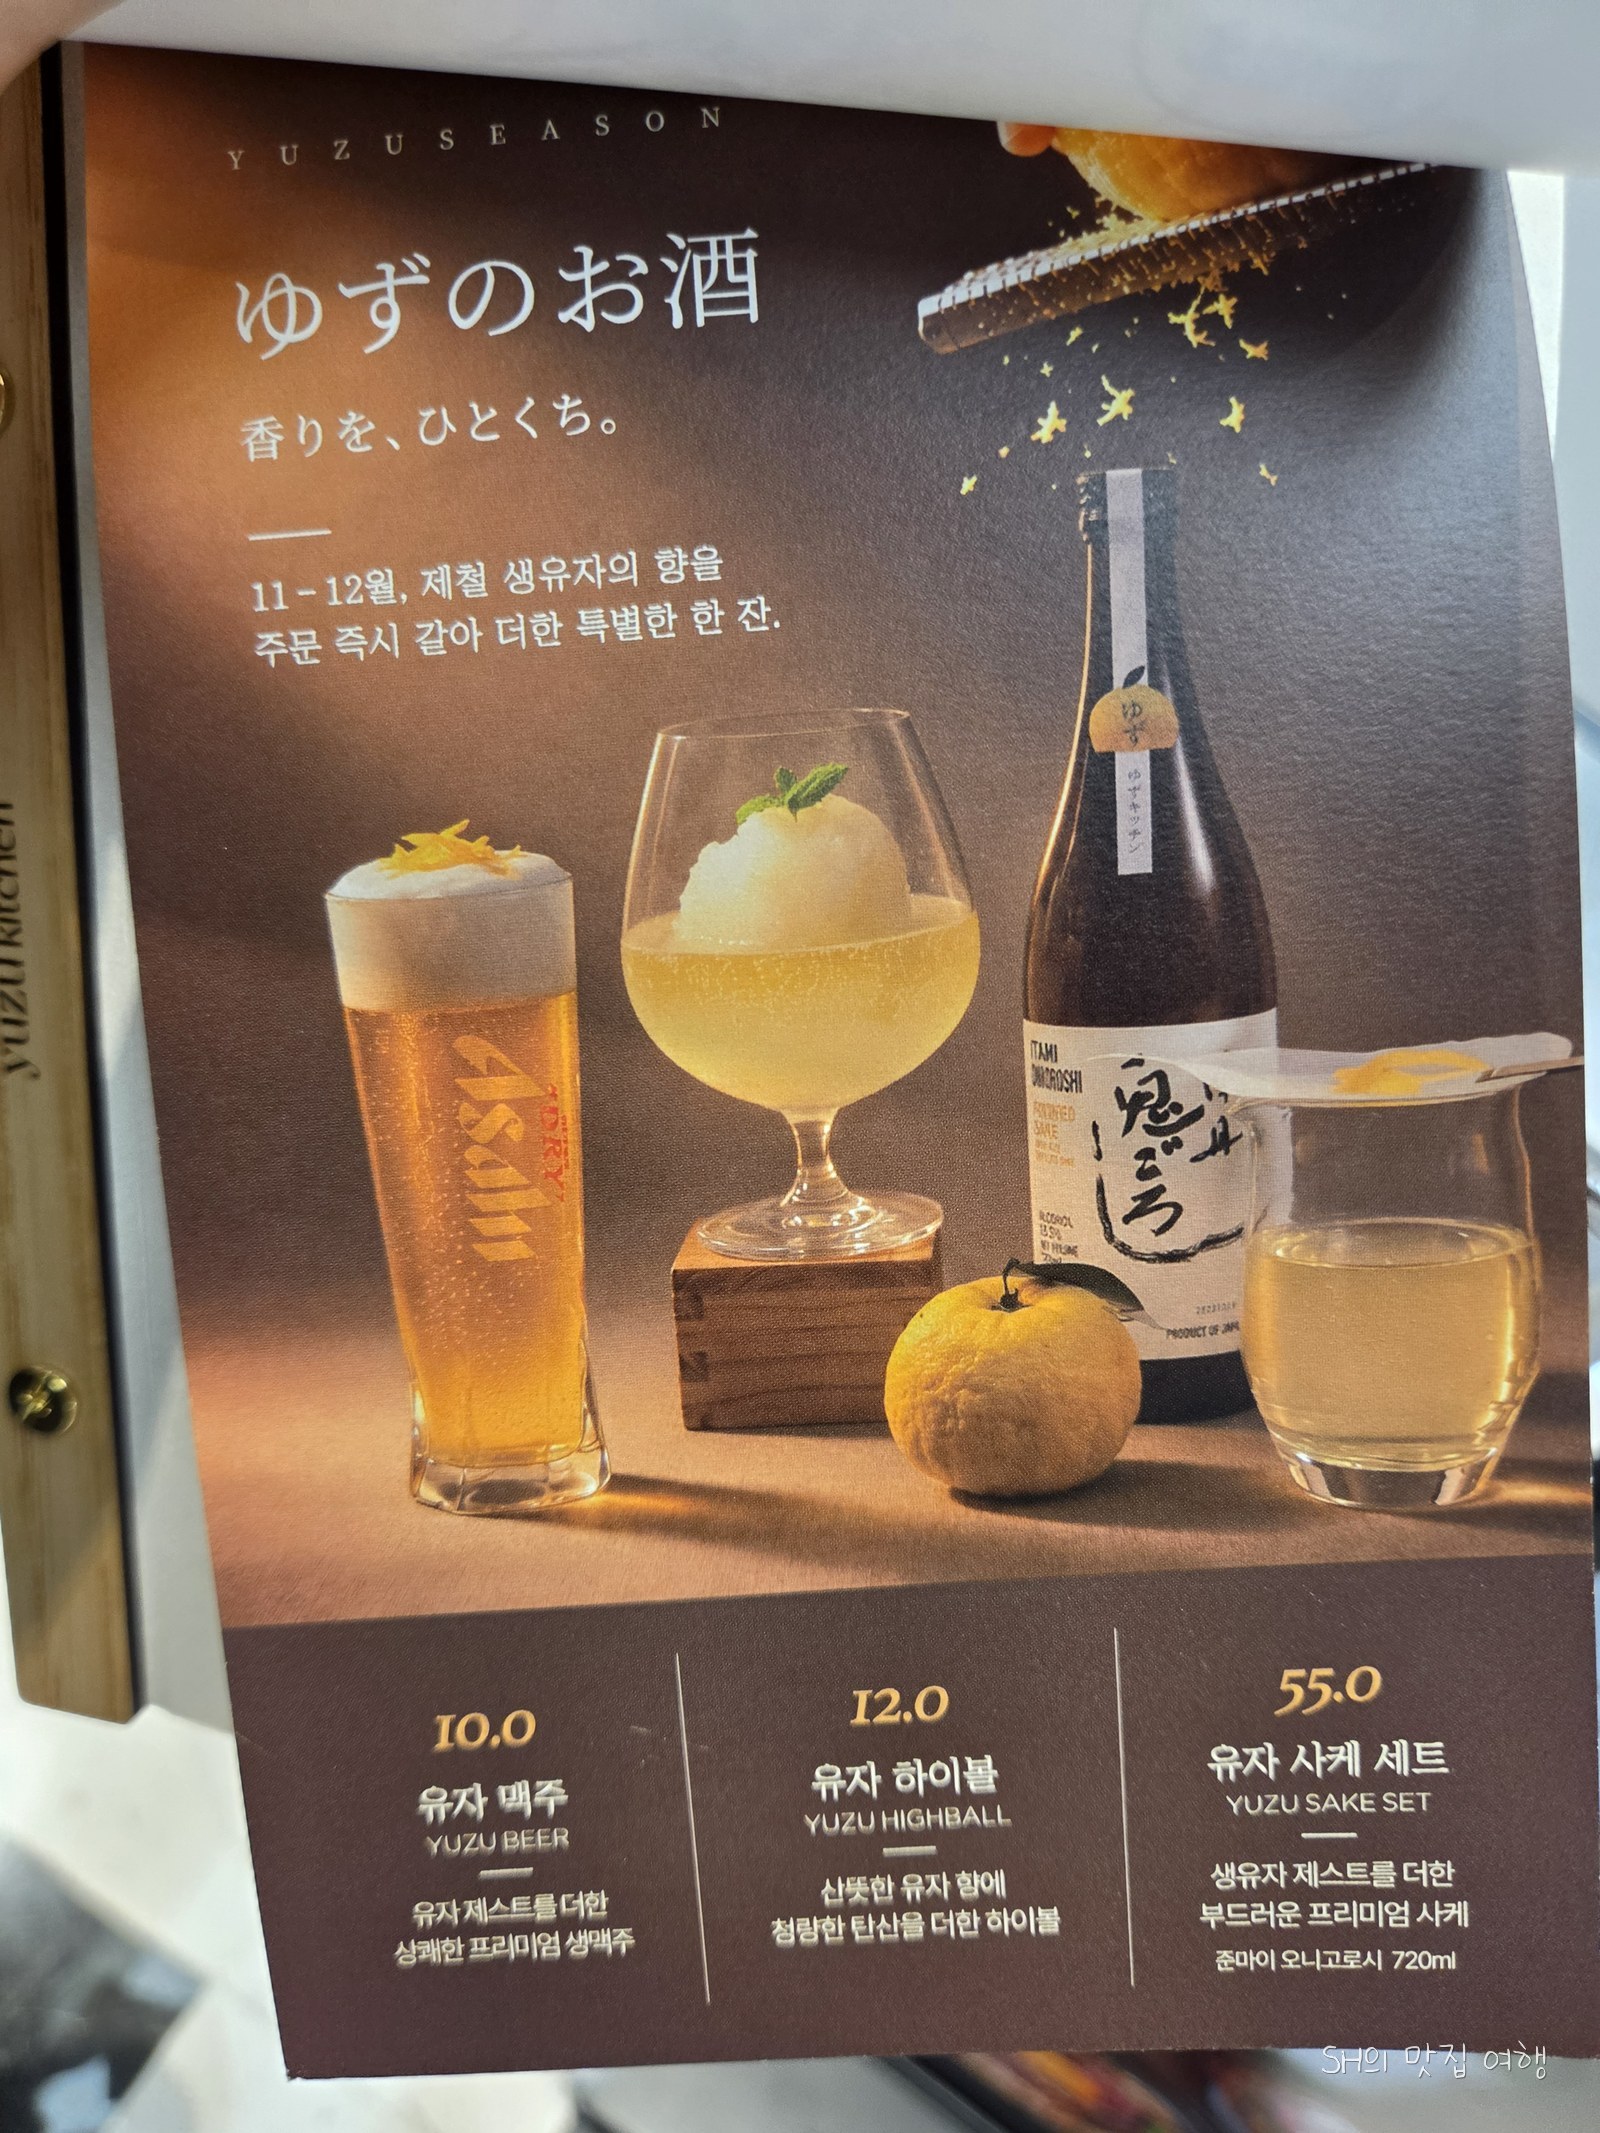 YUZUSEASON
ゆずのお酒
香りを、ひとくち。
11-12월, 제철 생유자의 향을
주문 즉시 갈아 더한 특별한 한 잔.
ゆず
ゆずキッチン
yuzu kitchen
Asahi
DRY
ITAMI
ONIGOROSHI
鬼ごろ
ALCOHOL
PRODUCT OF
10.0
유자 맥주
YUZU BEER
유자 제스트를 더한
상쾌한 프리미엄 생맥주
12.0
유자 하이볼
YUZU HIGHBALL
산뜻한 유자 향에
청량한 탄산을 더한 하이볼
55.0
유자 사케 세트
YUZU SAKE SET
생유자 제스트를 더한
부드러운 프리미엄 사케
준마이 오니고로시 720ml
SH의 맛집 여행